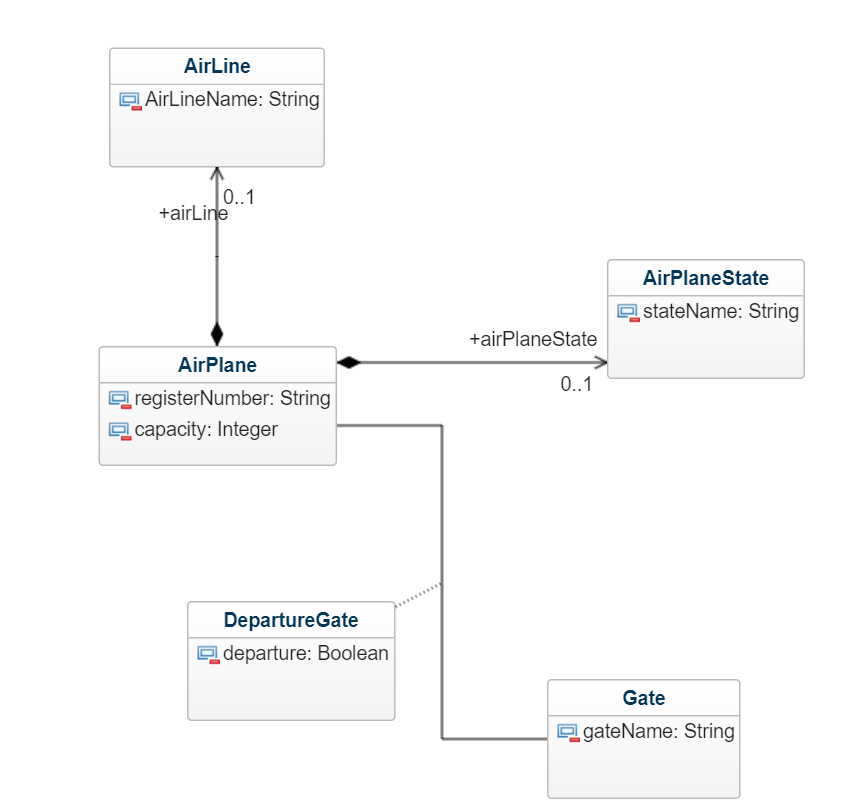 AirLine
AirLineName: String
0..1
+airLine
AirPlaneState
stateName: String
+airPlaneState
0..1
AirPlane
registerNumber: String
capacity: Integer
DepartureGate
departure: Boolean
Gate
gateName: String